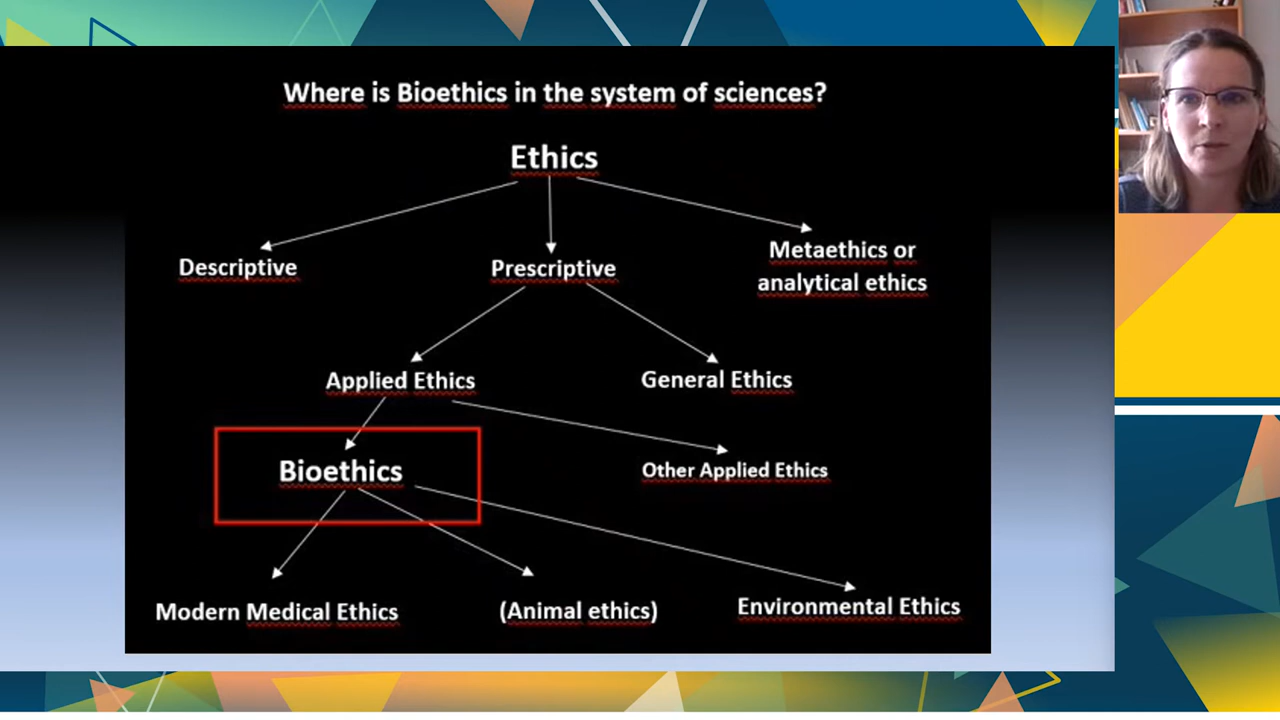 Where is Bioethics in the system of sciences?
Ethics
Descriptive
Prescriptive
Metaethics or
analytical ethics
Applied Ethics
General Ethics
Bioethics
Other Applied Ethics
Modern Medical Ethics
(Animal ethics)
Environmental Ethics